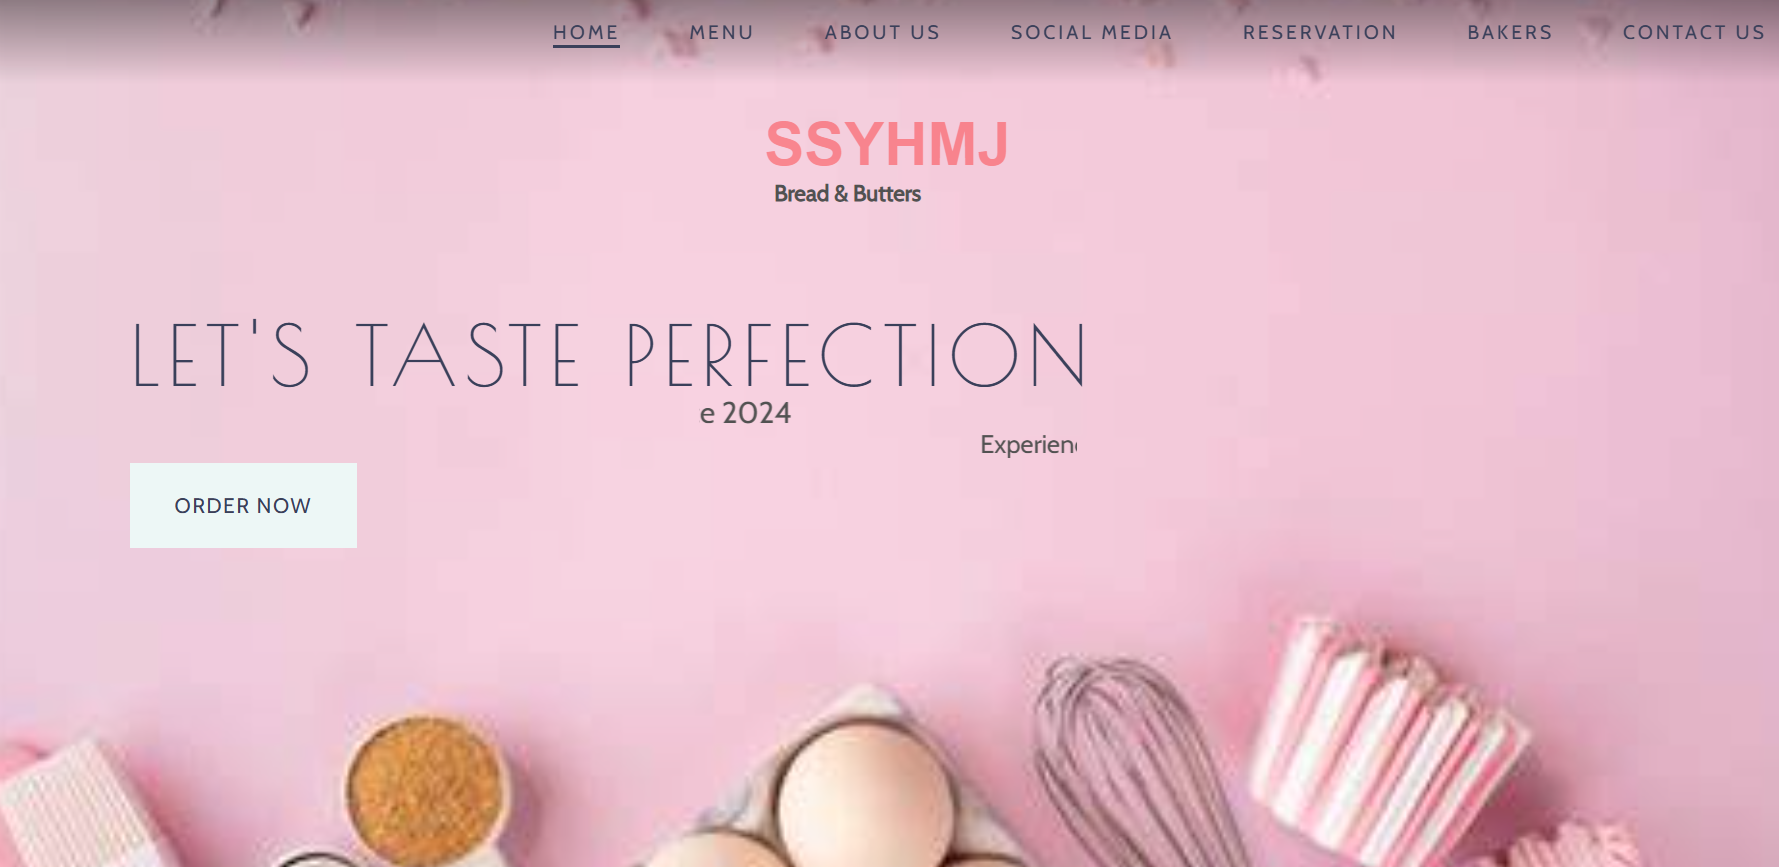 HOME MENU ABOUT US SOCIAL MEDIA RESERVATION BAKERS CONTACT US
SSYHMJ
Bread & Butters
LET'S TASTE PERFECTION
e 2024
Experien
ORDER NOW